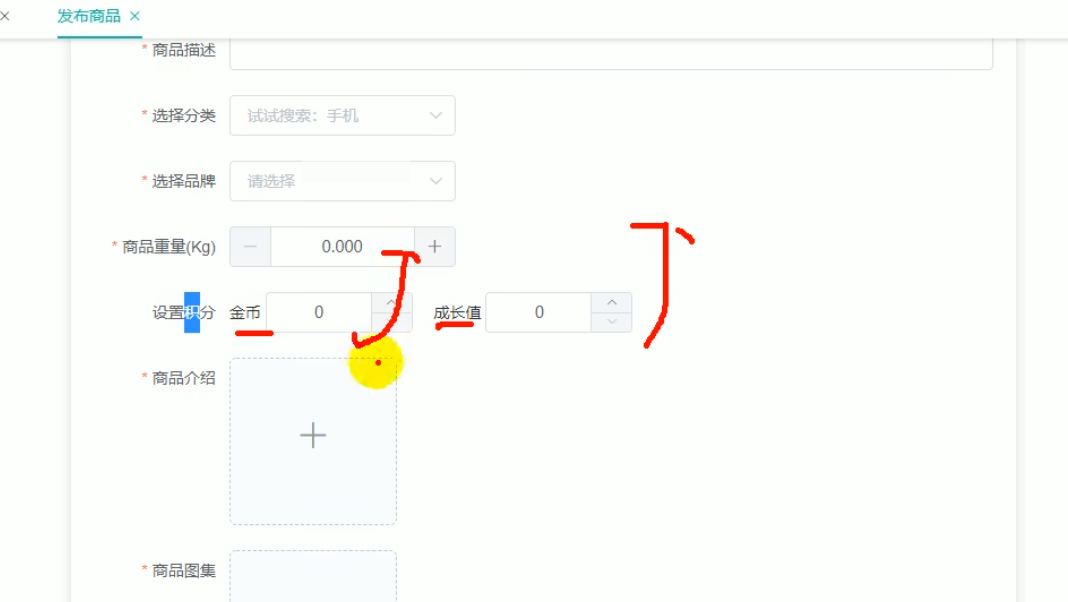 发布商品
* 商品描述
* 选择分类 试试搜索：手机
* 选择品牌 请选择
* 商品重量(Kg) 0.000
设置积分 金币 0 成长值 0
* 商品介绍
* 商品图集